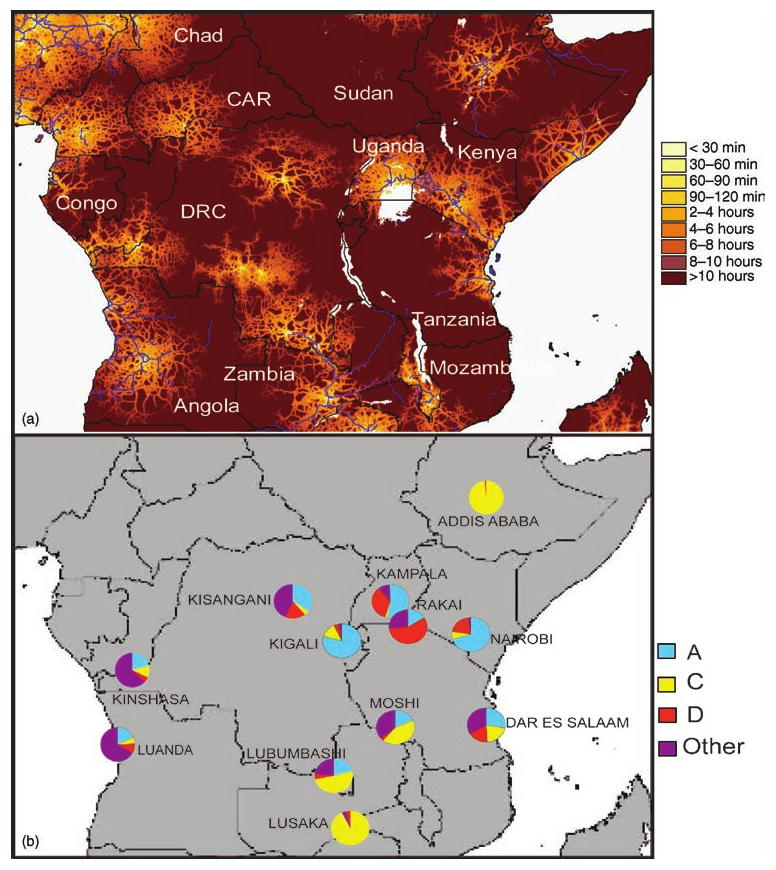 Chad
CAR
Sudan
Uganda
Kenya
Congo
DRC
Tanzania
Zambia
Mozambique
Angola
(a)
< 30 min
30–60 min
60–90 min
90–120 min
2–4 hours
4–6 hours
6–8 hours
8–10 hours
>10 hours
ADDIS ABABA
KAMPALA
KISANGANI
RAKAI
KIGALI
NAIROBI
KINSHASA
MOSHI
DAR ES SALAAM
LUANDA
LUBUMBASHI
LUSAKA
(b)
A
C
D
Other